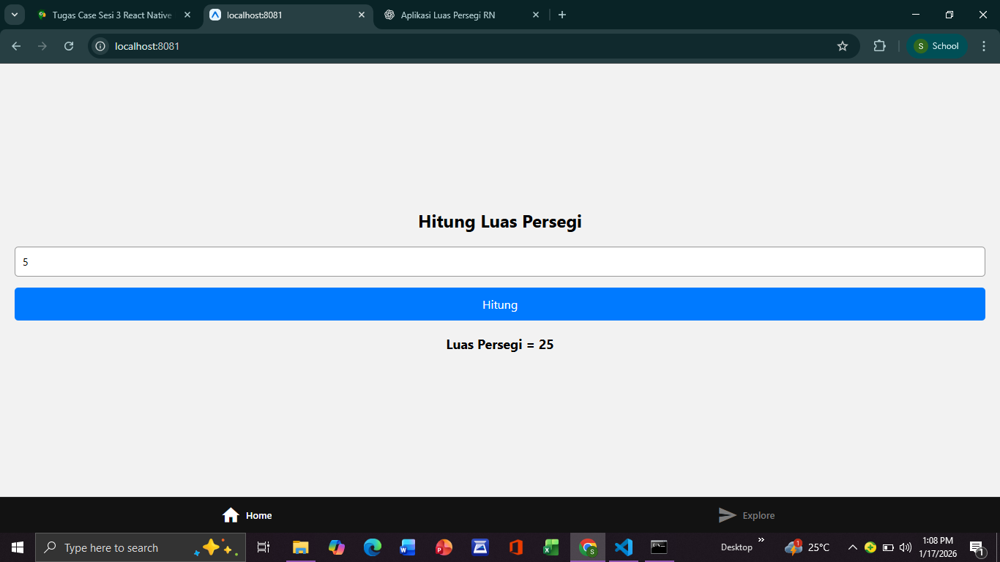 Tugas Case Sesi 3 React Native
localhost:8081
Aplikasi Luas Persegi RN
localhost:8081
S School
Hitung Luas Persegi
5
Hitung
Luas Persegi = 25
Home
Explore
Type here to search
Desktop
1
25°C
1:08 PM
1/17/2026
1